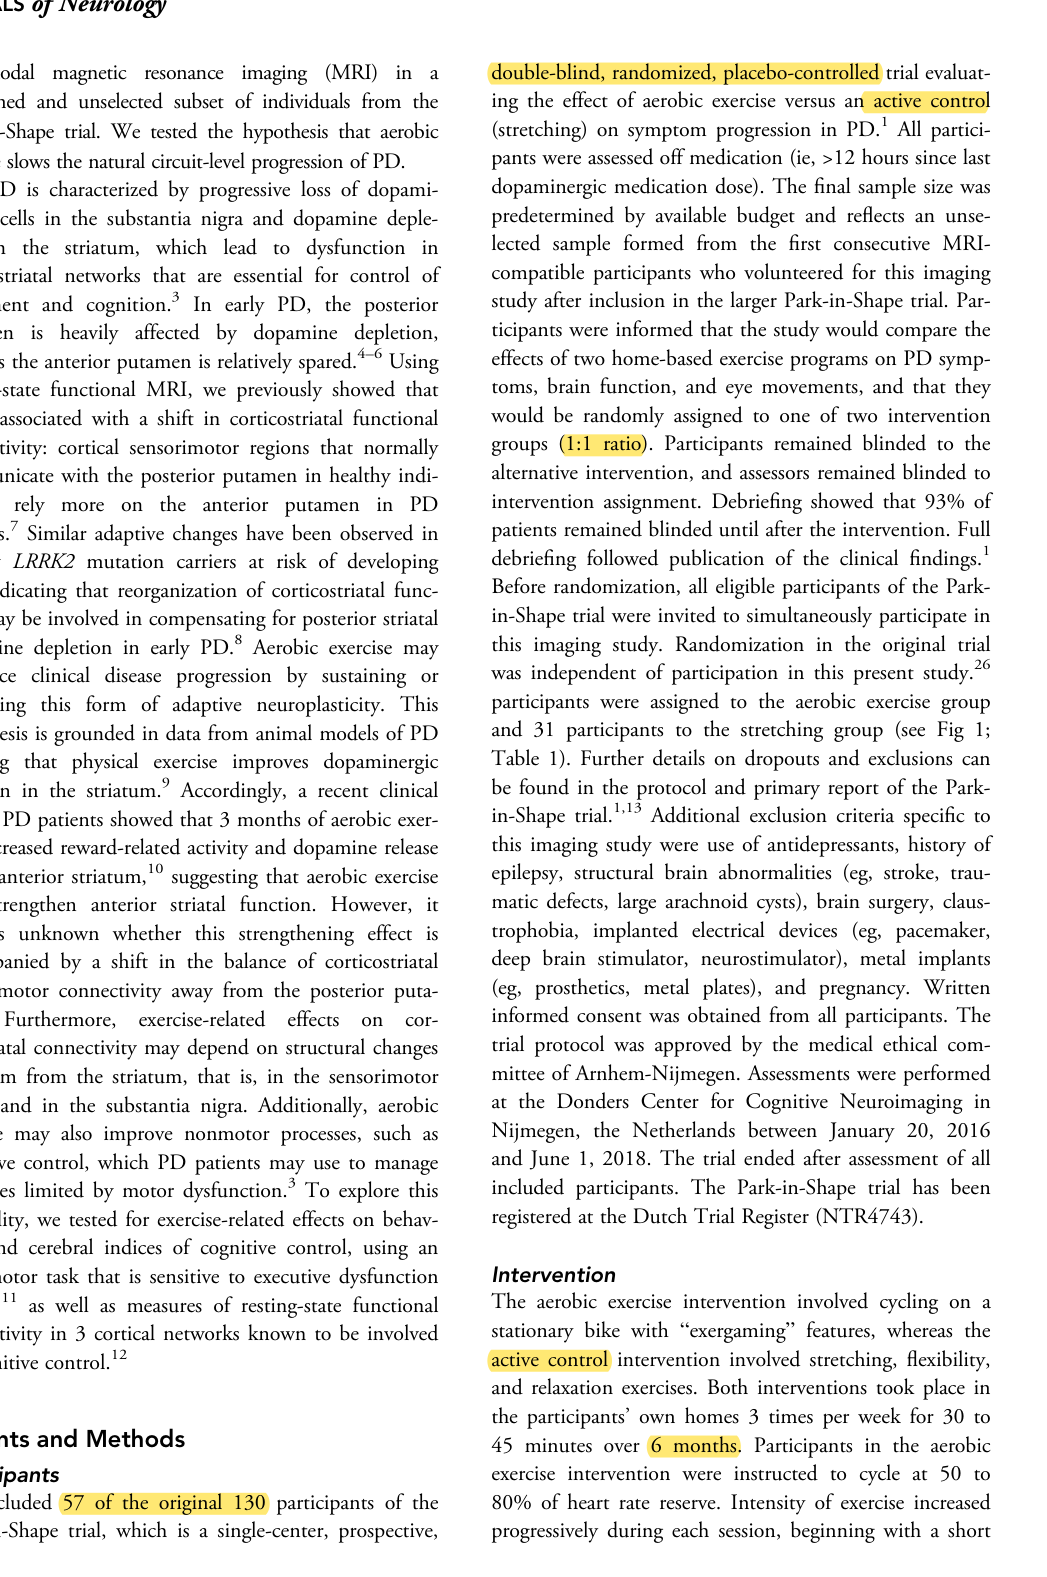 ALS of Neurology
odal magnetic resonance imaging (MRI) in a
ned and unselected subset of individuals from the
-Shape trial. We tested the hypothesis that aerobic
e slows the natural circuit-level progression of PD.
D is characterized by progressive loss of dopami-
cells in the substantia nigra and dopamine deple-
n the striatum, which lead to dysfunction in
striatal networks that are essential for control of
nent and cognition.3 In early PD, the posterior
en is heavily affected by dopamine depletion,
s the anterior putamen is relatively spared.4–6 Using
-state functional MRI, we previously showed that
associated with a shift in corticostriatal functional
tivity: cortical sensorimotor regions that normally
unicate with the posterior putamen in healthy indi-
rely more on the anterior putamen in PD
s.7 Similar adaptive changes have been observed in
LRRK2 mutation carriers at risk of developing
dicating that reorganization of corticostriatal func-
ay be involved in compensating for posterior striatal
ine depletion in early PD.8 Aerobic exercise may
ce clinical disease progression by sustaining or
ing this form of adaptive neuroplasticity. This
esis is grounded in data from animal models of PD
g that physical exercise improves dopaminergic
n in the striatum.9 Accordingly, a recent clinical
PD patients showed that 3 months of aerobic exer-
creased reward-related activity and dopamine release
anterior striatum,10 suggesting that aerobic exercise
trengthen anterior striatal function. However, it
s unknown whether this strengthening effect is
panied by a shift in the balance of corticostriatal
motor connectivity away from the posterior puta-
Furthermore, exercise-related effects on cor-
atal connectivity may depend on structural changes
m from the striatum, that is, in the sensorimotor
and in the substantia nigra. Additionally, aerobic
e may also improve nonmotor processes, such as
ve control, which PD patients may use to manage
es limited by motor dysfunction.3 To explore this
lity, we tested for exercise-related effects on behav-
nd cerebral indices of cognitive control, using an
notor task that is sensitive to executive dysfunction
11 as well as measures of resting-state functional
tivity in 3 cortical networks known to be involved
nitive control.12
nts and Methods
ipants
cluded 57 of the original 130 participants of the
-Shape trial, which is a single-center, prospective,
double-blind, randomized, placebo-controlled trial evaluat-
ing the effect of aerobic exercise versus an active control
(stretching) on symptom progression in PD.1 All partici-
pants were assessed off medication (ie, >12 hours since last
dopaminergic medication dose). The final sample size was
predetermined by available budget and reflects an unse-
lected sample formed from the first consecutive MRI-
compatible participants who volunteered for this imaging
study after inclusion in the larger Park-in-Shape trial. Par-
ticipants were informed that the study would compare the
effects of two home-based exercise programs on PD symp-
toms, brain function, and eye movements, and that they
would be randomly assigned to one of two intervention
groups (1:1 ratio). Participants remained blinded to the
alternative intervention, and assessors remained blinded to
intervention assignment. Debriefing showed that 93% of
patients remained blinded until after the intervention. Full
debriefing followed publication of the clinical findings.1
Before randomization, all eligible participants of the Park-
in-Shape trial were invited to simultaneously participate in
this imaging study. Randomization in the original trial
was independent of participation in this present study.26
participants were assigned to the aerobic exercise group
and 31 participants to the stretching group (see Fig 1;
Table 1). Further details on dropouts and exclusions can
be found in the protocol and primary report of the Park-
in-Shape trial.1,13 Additional exclusion criteria specific to
this imaging study were use of antidepressants, history of
epilepsy, structural brain abnormalities (eg, stroke, trau-
matic defects, large arachnoid cysts), brain surgery, claus-
trophobia, implanted electrical devices (eg, pacemaker,
deep brain stimulator, neurostimulator), metal implants
(eg, prosthetics, metal plates), and pregnancy. Written
informed consent was obtained from all participants. The
trial protocol was approved by the medical ethical com-
mittee of Arnhem-Nijmegen. Assessments were performed
at the Donders Center for Cognitive Neuroimaging in
Nijmegen, the Netherlands between January 20, 2016
and June 1, 2018. The trial ended after assessment of all
included participants. The Park-in-Shape trial has been
registered at the Dutch Trial Register (NTR4743).
Intervention
The aerobic exercise intervention involved cycling on a
stationary bike with “exergaming” features, whereas the
active control intervention involved stretching, flexibility,
and relaxation exercises. Both interventions took place in
the participants’ own homes 3 times per week for 30 to
45 minutes over 6 months. Participants in the aerobic
exercise intervention were instructed to cycle at 50 to
80% of heart rate reserve. Intensity of exercise increased
progressively during each session, beginning with a short